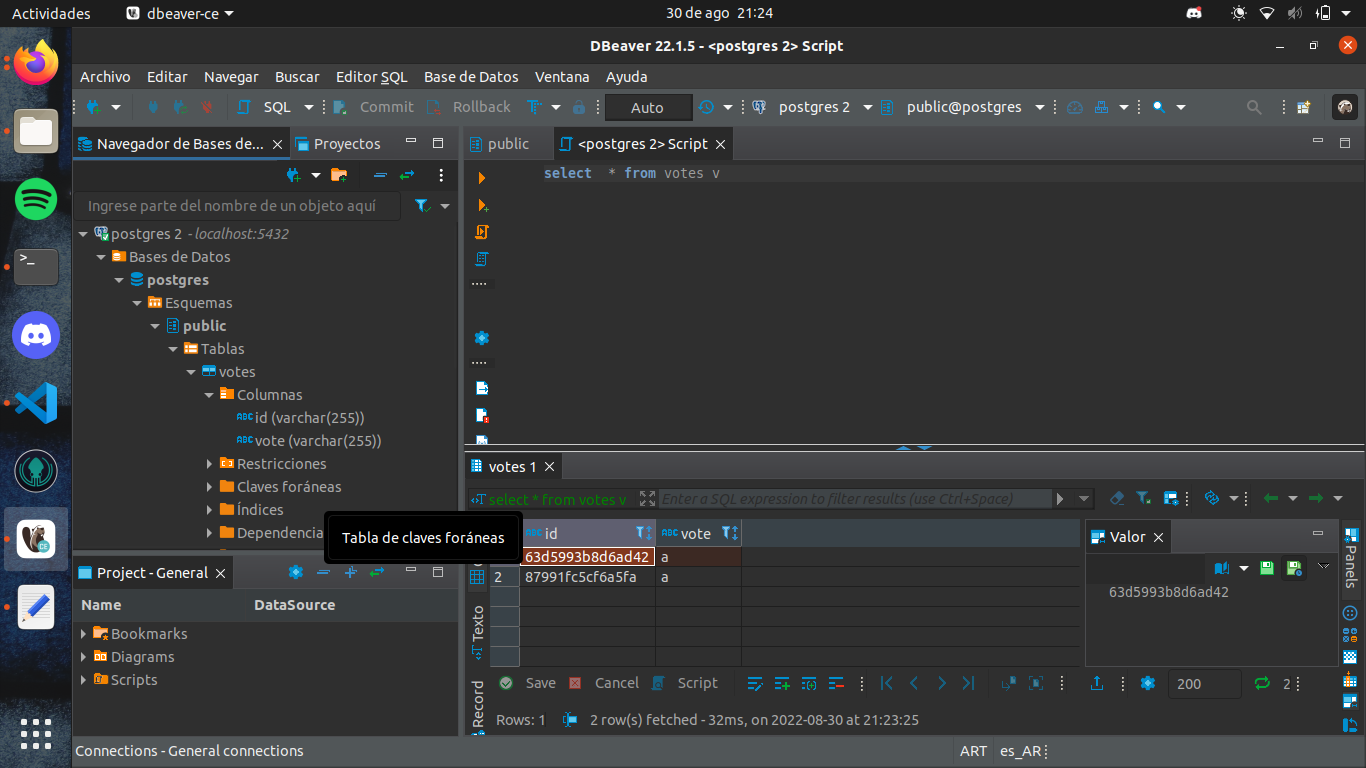 Actividades dbeaver-ce 30 de ago 21:24
DBeaver 22.1.5 - <postgres 2> Script
Archivo Editar Navegar Buscar Editor SQL Base de Datos Ventana Ayuda
SQL Commit Rollback Auto postgres 2 public@postgres
Navegador de Bases de... Proyectos
public <postgres 2> Script
Ingrese parte del nombre de un objeto aquí
postgres 2 - localhost:5432
Bases de Datos
postgres
Esquemas
public
Tablas
votes
Columnas
ABC id (varchar(255))
ABC vote (varchar(255))
Restricciones
Claves foráneas
Índices
Dependencia
Tabla de claves foráneas
select * from votes v
votes 1
select * from votes v Enter a SQL expression to filter results (use Ctrl+Space)
id ABC vote
63d5993b8d6ad42 a
2 87991fc5cf6a5fa a
Texto
Record
Valor
63d5993b8d6ad42
Panels
Save Cancel Script 200 2
Rows: 1 2 row(s) fetched - 32ms, on 2022-08-30 at 21:23:25
Project - General
Name DataSource
Bookmarks
Diagrams
Scripts
Connections - General connections ART es_AR